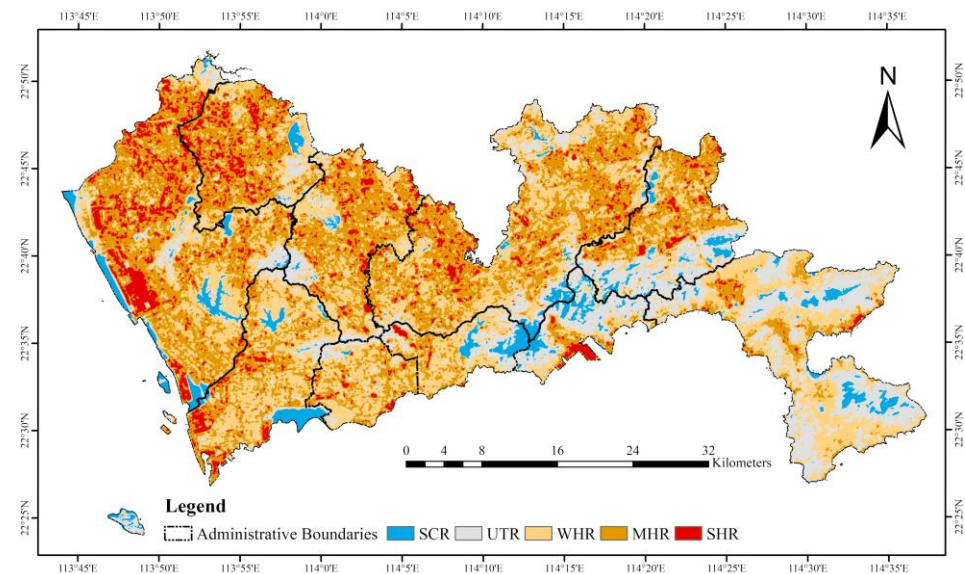 113°45'E 113°50'E 113°55'E 114°0'E 114°5'E 114°10'E 114°15'E 114°20'E 114°25'E 114°30'E 114°35'E
22°50'N 22°50'N
N
22°45'N 22°45'N
22°40'N 22°40'N
22°35'N 22°35'N
22°30'N 22°30'N
0 4 8 16 24 32
Kilometers
22°25'N 22°25'N
Legend
Administrative Boundaries SCR UTR WHR MHR SHR
113°45'E 113°50'E 113°55'E 114°0'E 114°5'E 114°10'E 114°15'E 114°20'E 114°25'E 114°30'E 114°35'E